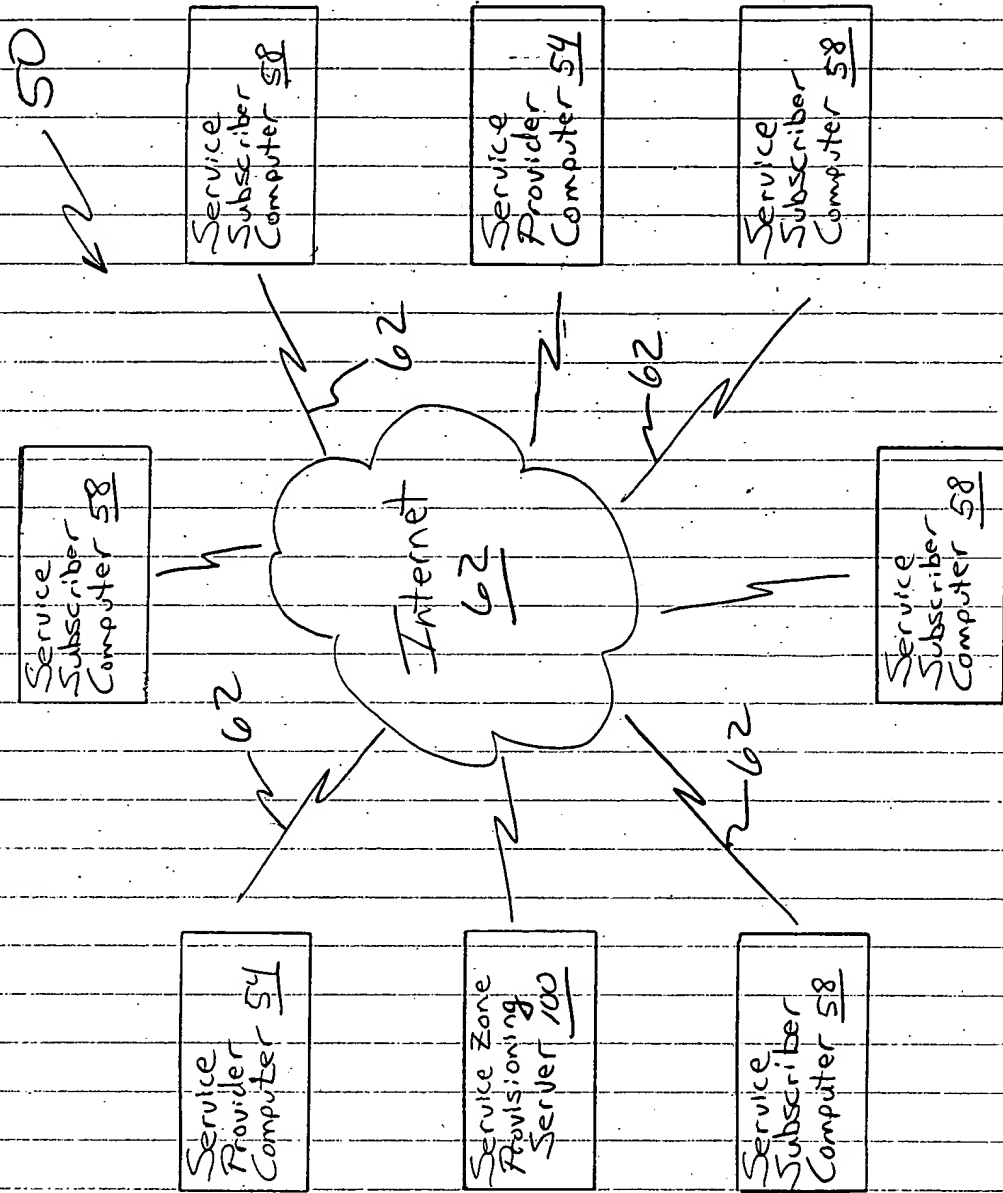 50
Service
Subscriber
Computer 58
Service
Provider
Computer 54
Service
Subscriber
Computer 58
62
62
Service
Subscriber
Computer 58
Internet
62
Service
Subscriber
Computer 58
62
62
Service
Provider
Computer 54
Service Zone
Provisioning
Server 100
Service
Subscriber
Computer 58